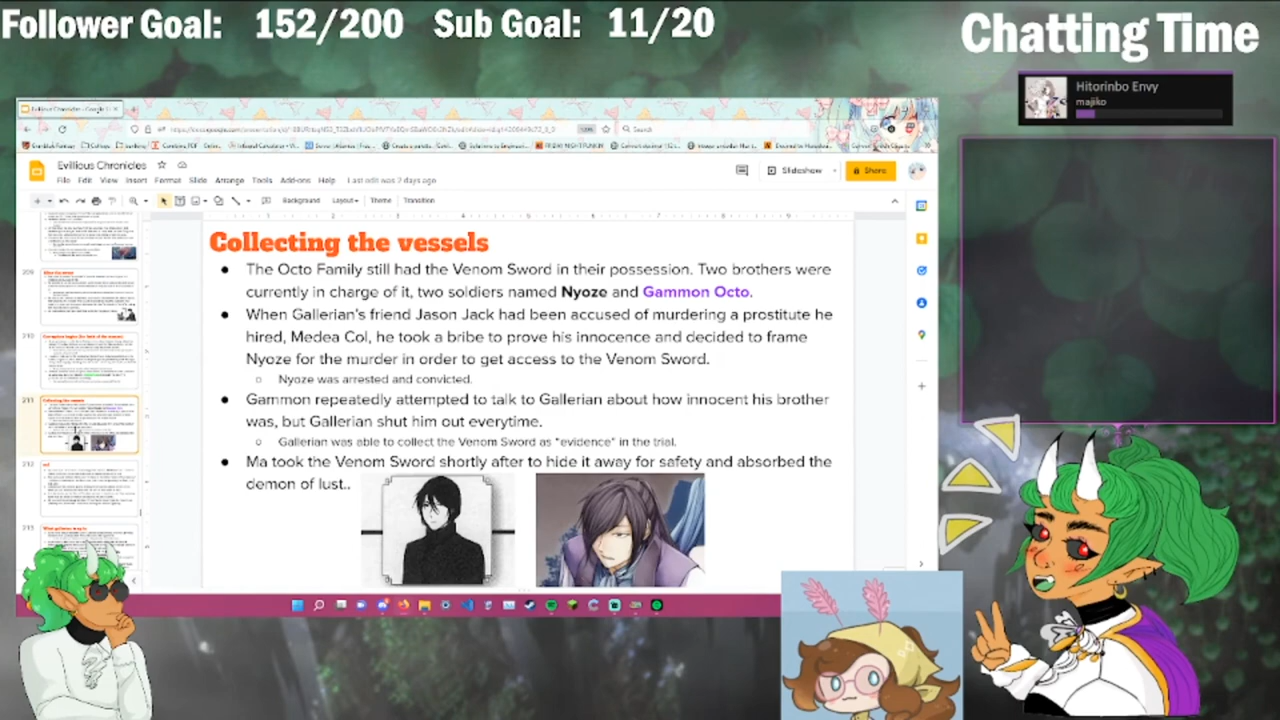 Follower Goal: 152/200 Sub Goal: 11/20
Chatting Time
Hitorinbo Envy
majiko
Search
Evillious Chronicles
File Edit View Insert Format Slide Arrange Tools Add-ons Help Last edit was 7 days ago
Slideshow
Share
Background Layout Theme Transition
Collecting the vessels
The Octo Family still had the Venom Sword in their possession. Two brothers were
currently in charge of it, two soldiers named Nyoze and Gammon Octo.
When Gallerian's friend Jason Jack had been accused of murdering a prostitute he
hired, Medea Col, he took a bribe to prove his innocence and decided to frame
Nyoze for the murder in order to get access to the Venom Sword.
Nyoze was arrested and convicted.
Gammon repeatedly attempted to talk to Gallerian about how innocent his brother
was, but Gallerian shut him out everytime.
Gallerian was able to collect the Venom Sword as "evidence" in the trial.
Ma took the Venom Sword shortly after to hide it away for safety and absorbed the
demon of lust..
209
210
211
212
213